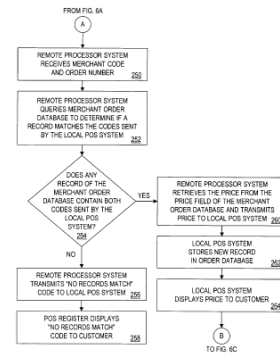 FROM FIG. 6A
A
REMOTE PROCESSOR SYSTEM
RECEIVES MERCHANT CODE
AND ORDER NUMBER
250
REMOTE PROCESSOR SYSTEM
QUERIES MERCHANT ORDER
DATABASE TO DETERMINE IF A
RECORD MATCHES THE CODES SENT
BY THE LOCAL POS SYSTEM
252
DOES ANY
RECORD OF THE
MERCHANT ORDER
DATABASE CONTAIN BOTH
CODES SENT BY THE
LOCAL POS
SYSTEM?
254
YES
NO
REMOTE PROCESSOR SYSTEM
TRANSMITS "NO RECORDS MATCH"
CODE TO LOCAL POS SYSTEM
256
POS REGISTER DISPLAYS
"NO RECORDS MATCH"
CODE TO CUSTOMER
258
REMOTE PROCESSOR SYSTEM
RETRIEVES THE PRICE FROM THE
PRICE FIELD OF THE MERCHANT
ORDER DATABASE AND TRANSMITS
PRICE TO LOCAL POS SYSTEM
260
LOCAL POS SYSTEM
STORES NEW RECORD
IN ORDER DATABASE
262
LOCAL POS SYSTEM
DISPLAYS PRICE TO CUSTOMER
264
B
TO FIG. 6C